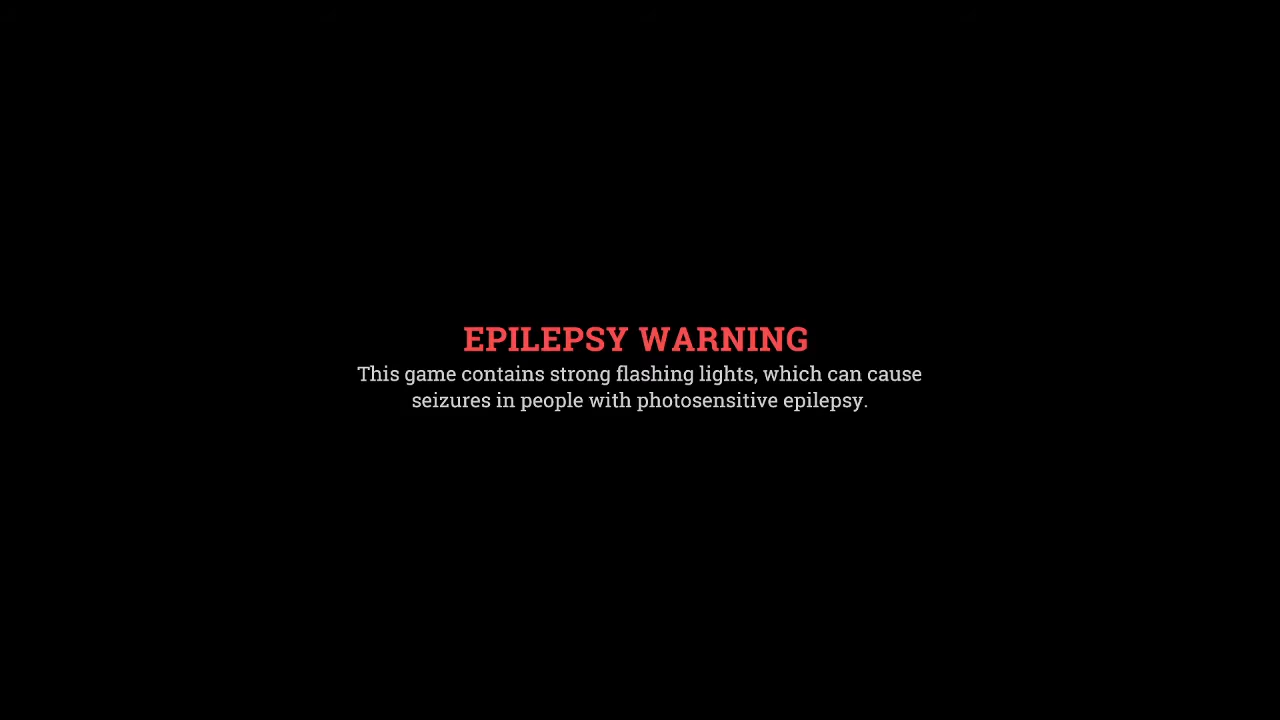 EPILEPSY WARNING
This game contains strong flashing lights, which can cause
seizures in people with photosensitive epilepsy.